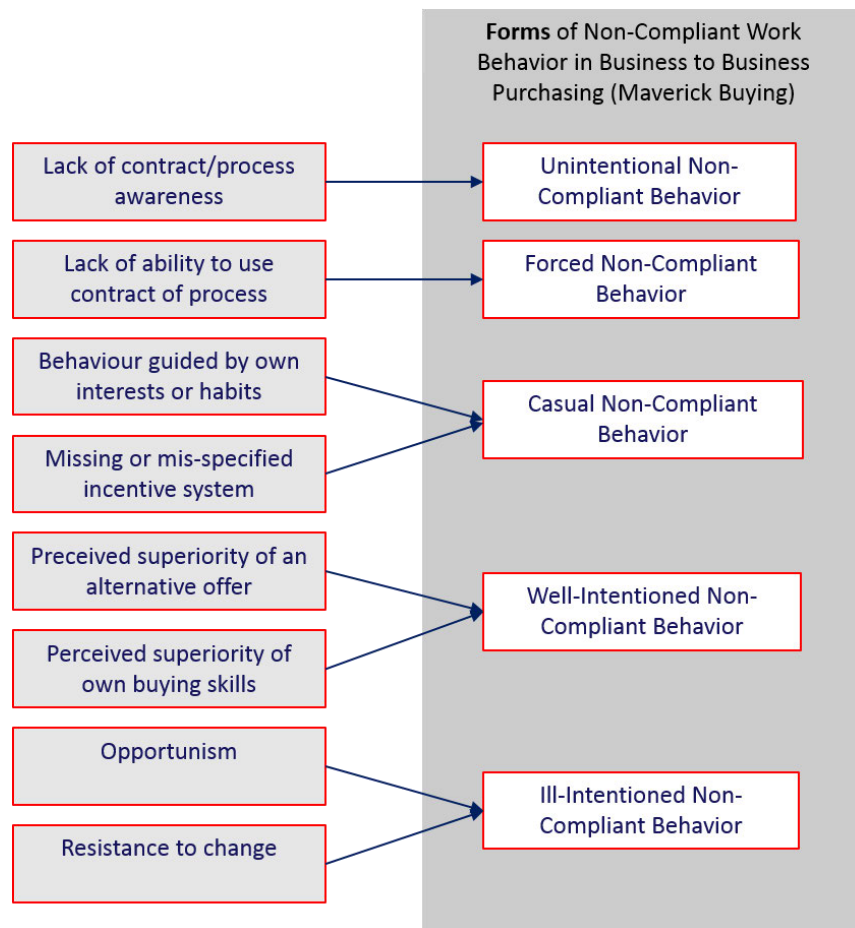 Forms of Non-Compliant Work
Behavior in Business to Business
Purchasing (Maverick Buying)
Lack of contract/process
awareness
Unintentional Non-
Compliant Behavior
Lack of ability to use
contract of process
Forced Non-Compliant
Behavior
Behaviour guided by own
interests or habits
Casual Non-Compliant
Behavior
Missing or mis-specified
incentive system
Preceived superiority of an
alternative offer
Well-Intentioned Non-
Compliant Behavior
Perceived superiority of
own buying skills
Opportunism
Ill-Intentioned Non-
Compliant Behavior
Resistance to change